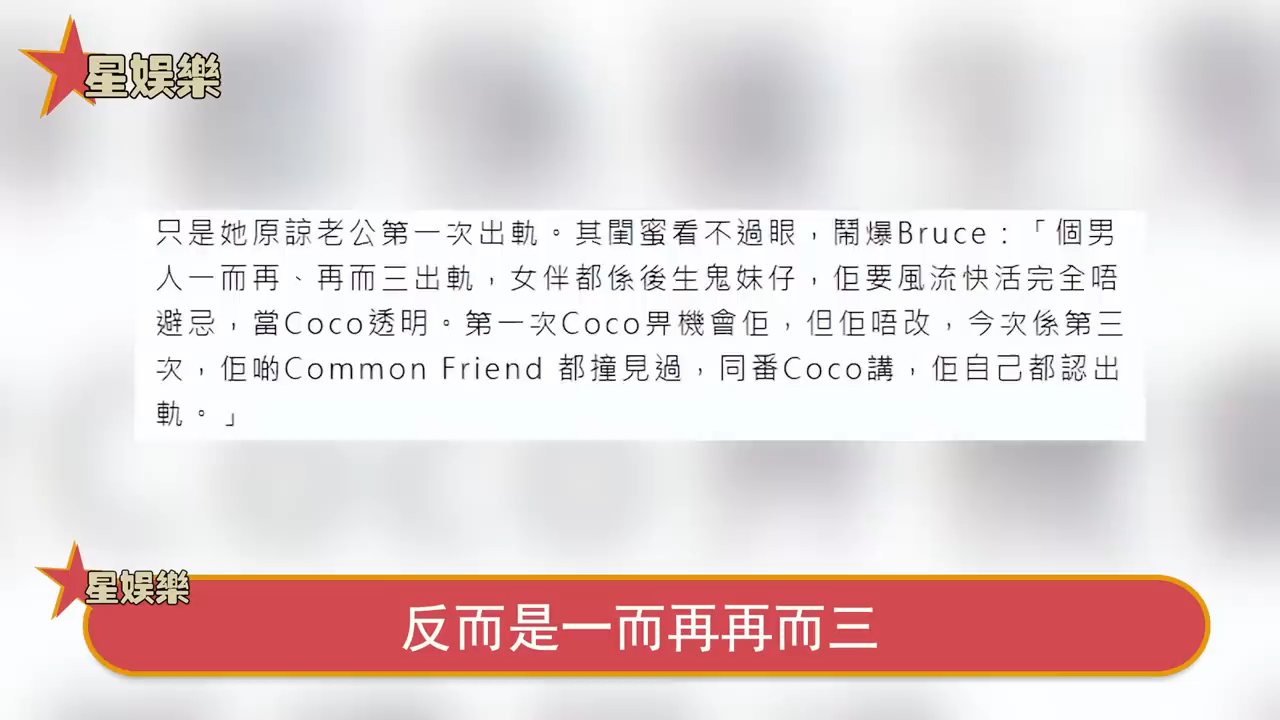 星娛樂
只是她原諒老公第一次出軌。其閨蜜看不過眼，鬧爆Bruce：「個男
人一而再、再而三出軌，女伴都係後生鬼妹仔，佢要風流快活完全唔
避忌，當Coco透明。第一次Coco畀機會佢，但佢唔改，今次係第三
次，佢啲Common Friend 都撞見過，同番Coco講，佢自己都認出
軌。」
星娛樂
反而是一而再再而三